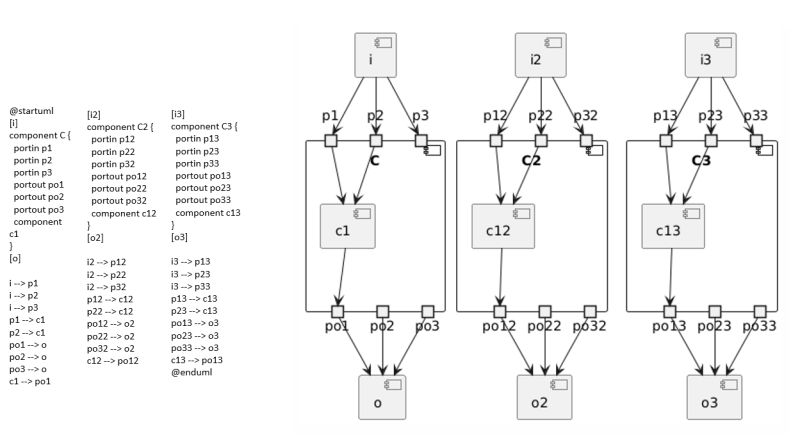 @startuml
[i]
component C {
portin p1
portin p2
portin p3
portout po1
portout po2
portout po3
component
c1
}
[o]
i --> p1
i --> p2
i --> p3
p1 --> c1
p2 --> c1
po1 --> o
po2 --> o
po3 --> o
c1 --> po1
[i2]
component C2 {
portin p12
portin p22
portin p32
portout po12
portout po22
portout po32
component c12
}
[o2]
i2 --> p12
i2 --> p22
i2 --> p32
p12 --> c12
p22 --> c12
po12 --> o2
po22 --> o2
po32 --> o2
c12 --> po12
[i3]
component C3 {
portin p13
portin p23
portin p33
portout po13
portout po23
portout po33
component c13
}
[o3]
i3 --> p13
i3 --> p23
i3 --> p33
p13 --> c13
p23 --> c13
po13 --> o3
po23 --> o3
po33 --> o3
c13 --> po13
@enduml
i
p1 p2 p3
C
c1
po1 po2 po3
o
i2
p12 p22 p32
C2
c12
po12 po22 po32
o2
i3
p13 p23 p33
C3
c13
po13 po23 po33
o3